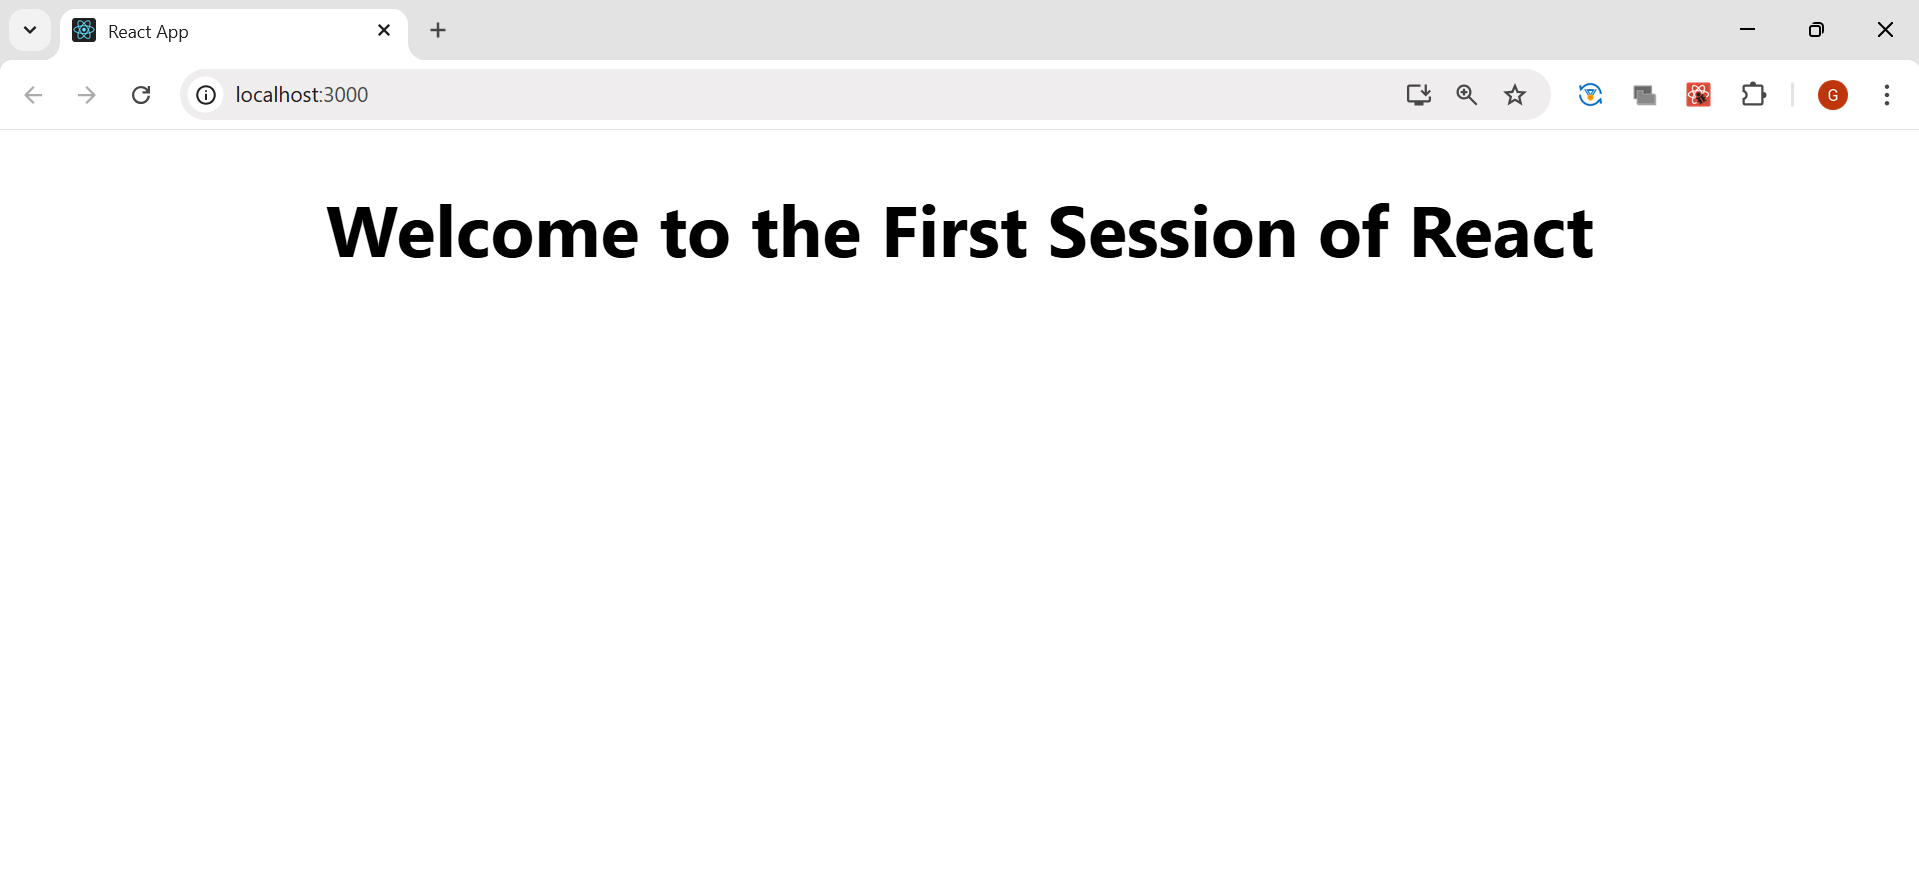 React App
localhost:3000
G
Welcome to the First Session of React